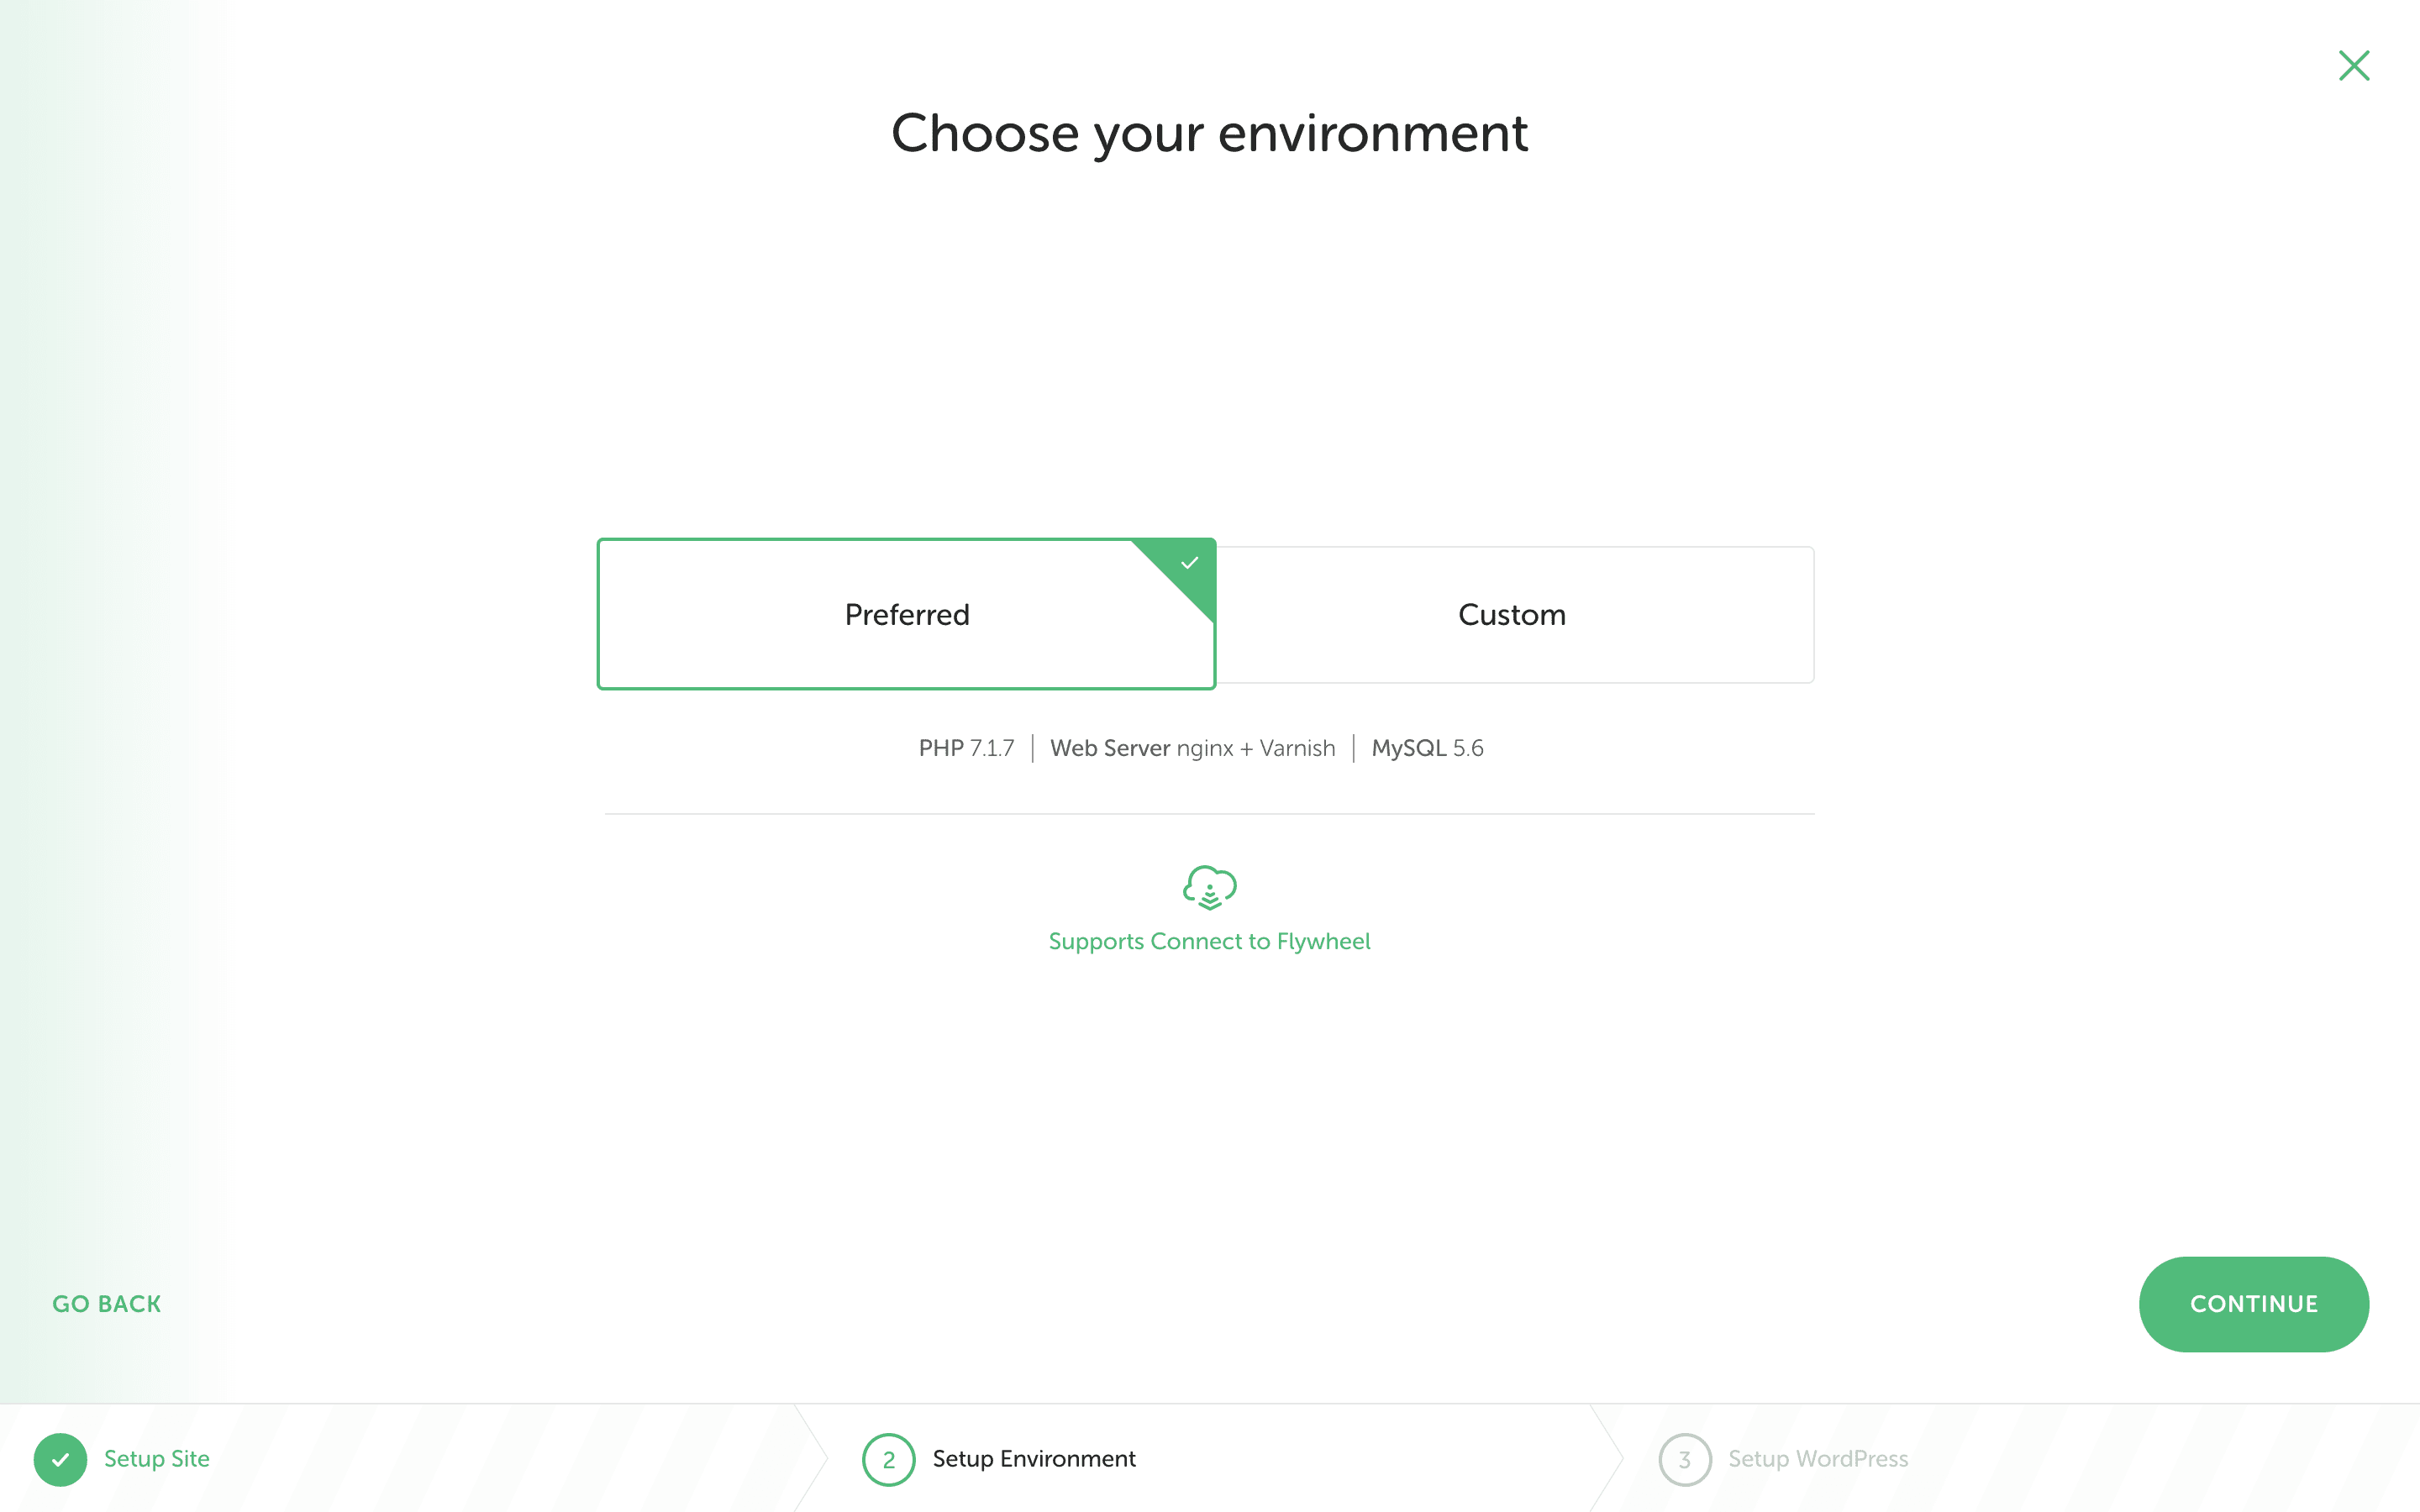 Choose your environment
Preferred
Custom
PHP 7.1.7 | Web Server nginx + Varnish | MySQL 5.6
Supports Connect to Flywheel
GO BACK
CONTINUE
Setup Site
2 Setup Environment
3 Setup WordPress